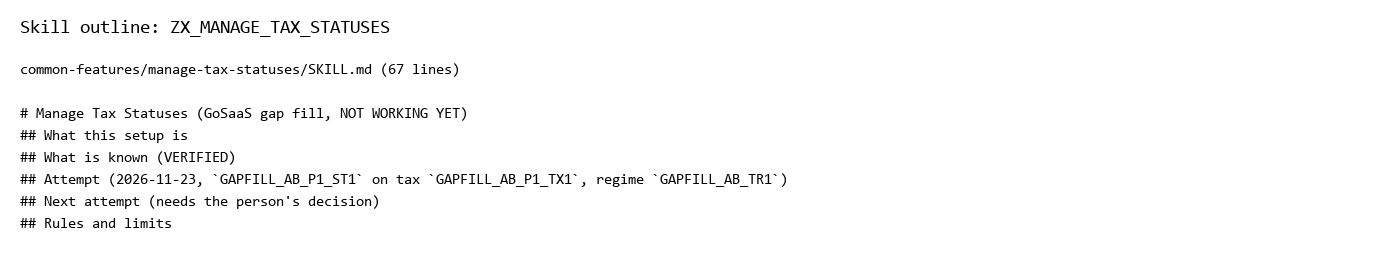 Skill outline: ZX_MANAGE_TAX_STATUSES
common-features/manage-tax-statuses/SKILL.md (67 lines)
# Manage Tax Statuses (GoSaaS gap fill, NOT WORKING YET)
## What this setup is
## What is known (VERIFIED)
## Attempt (2026-11-23, `GAPFILL_AB_P1_ST1` on tax `GAPFILL_AB_P1_TX1`, regime `GAPFILL_AB_TR1`)
## Next attempt (needs the person's decision)
## Rules and limits